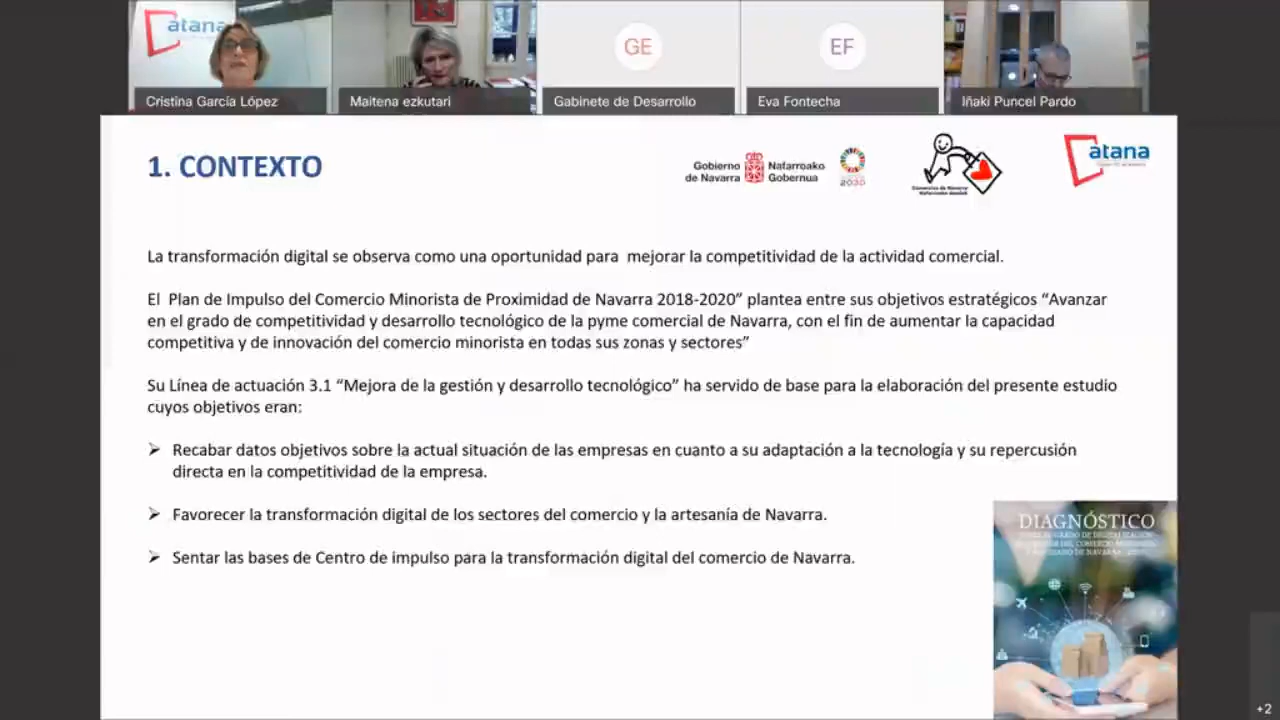 atana
Cristina García López
Maitena ezkutari
GE
Gabinete de Desarrollo
EF
Eva Fontecha
Iñaki Puncel Pardo
1. CONTEXTO
Gobierno de Navarra
Nafarroako Gobernua
2030
atana
La transformación digital se observa como una oportunidad para  mejorar la competitividad de la actividad comercial.
El  Plan de Impulso del Comercio Minorista de Proximidad de Navarra 2018-2020” plantea entre sus objetivos estratégicos “Avanzar
en el grado de competitividad y desarrollo tecnológico de la pyme comercial de Navarra, con el fin de aumentar la capacidad
competitiva y de innovación del comercio minorista en todas sus zonas y sectores”
Su Línea de actuación 3.1 “Mejora de la gestión y desarrollo tecnológico” ha servido de base para la elaboración del presente estudio
cuyos objetivos eran:
➢ Recabar datos objetivos sobre la actual situación de las empresas en cuanto a su adaptación a la tecnología y su repercusión
directa en la competitividad de la empresa.
➢ Favorecer la transformación digital de los sectores del comercio y la artesanía de Navarra.
➢ Sentar las bases de Centro de impulso para la transformación digital del comercio de Navarra.
DIAGNÓSTICO
+2